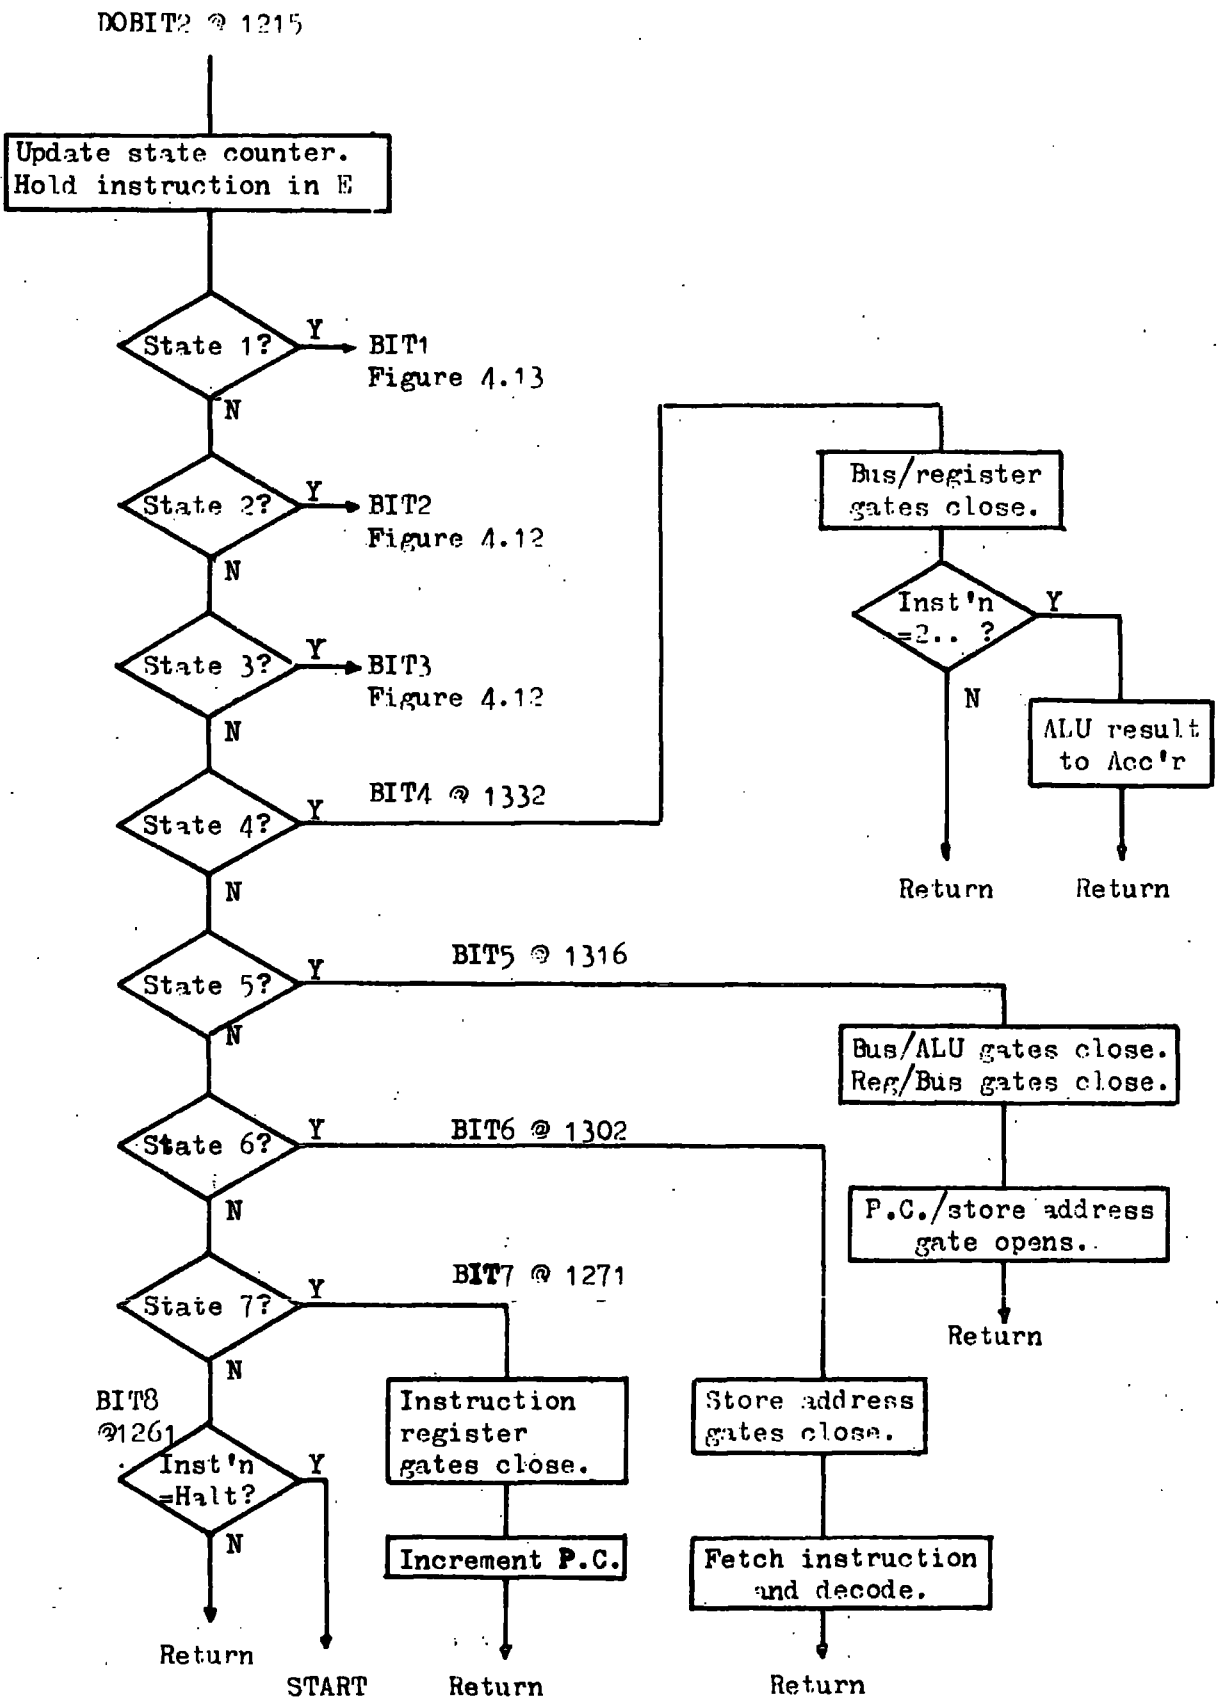 DOBIT2 @ 1215
Update state counter.
Hold instruction in E
State 1?
Y
BIT1
Figure 4.13
N
State 2?
Y
BIT2
Figure 4.12
N
State 3?
Y
BIT3
Figure 4.12
N
State 4?
Y
BIT4 @ 1332
N
Bus/register
gates close.
Inst'n
=2.. ?
Y
N
ALU result
to Acc'r
Return
Return
State 5?
Y
BIT5 @ 1316
N
Bus/ALU gates close.
Reg/Bus gates close.
P.C./store address
gate opens.
Return
State 6?
Y
BIT6 @ 1302
N
Store address
gates close.
Fetch instruction
and decode.
Return
State 7?
Y
BIT7 @ 1271
N
Instruction
register
gates close.
Increment P.C.
Return
BIT8
@1261
Inst'n
=Halt?
Y
N
Return
START